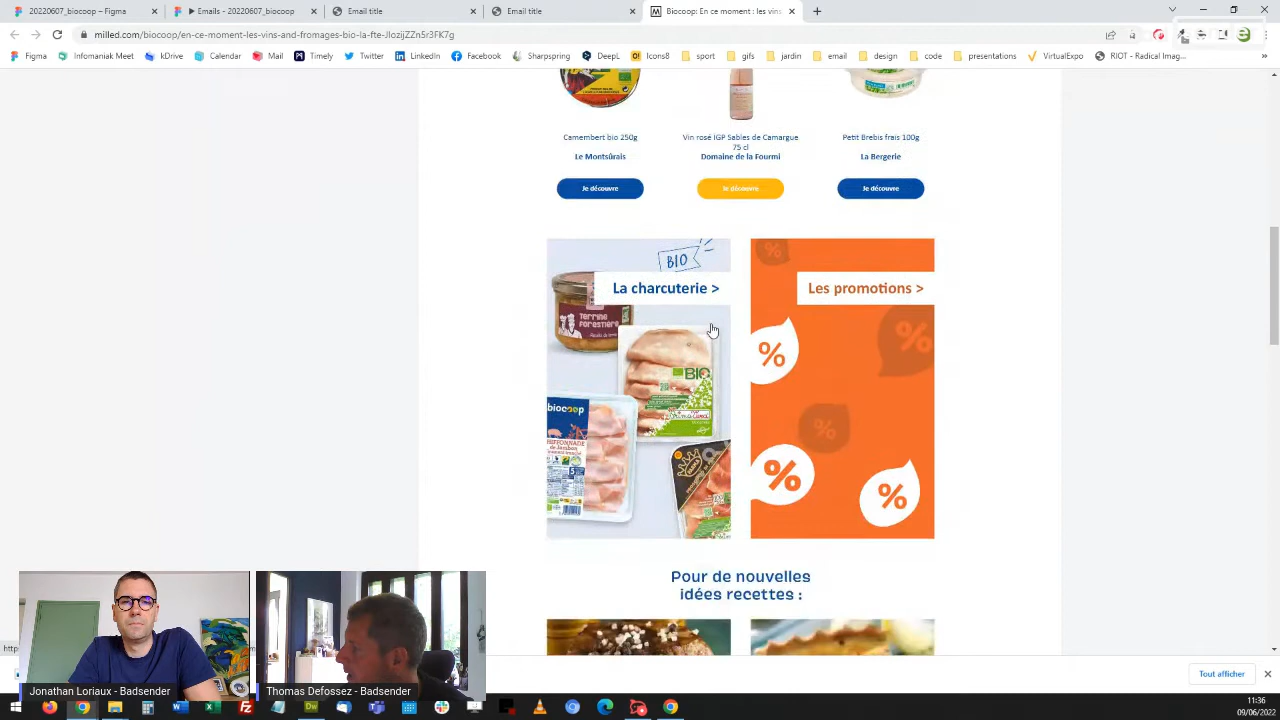 20220607_biocoop – Figma
Emails - 20220607_biocoop
Email title
Email title
Biocoop: En ce moment : les vins
milled.com/biocoop/en-ce-moment-les-vins-and-fromages-bio-la-fte-JIozijZZn5r3FK7g
Figma
Infomaniak Meet
kDrive
Calendar
Mail
Timely
Twitter
LinkedIn
Facebook
Sharpspring
DeepL
Icons8
sport
gifs
jardin
email
design
code
presentations
VirtualExpo
RIOT - Radical Imag...
»
Camembert bio 250g
Le Montsûrais
Vin rosé IGP Sables de Camargue
75 cl
Domaine de la Fourmi
Petit Brebis frais 100g
La Bergerie
Je découvre
Je découvre
Je découvre
BIO
La charcuterie >
Les promotions >
Terrine
forestière
BIO
biocoop
CHIFFONNADE
de Jambon
%
%
%
%
%
%
Pour de nouvelles
idées recettes :
Jonathan Loriaux - Badsender
Thomas Defossez - Badsender
Tout afficher
11:36
09/06/2022